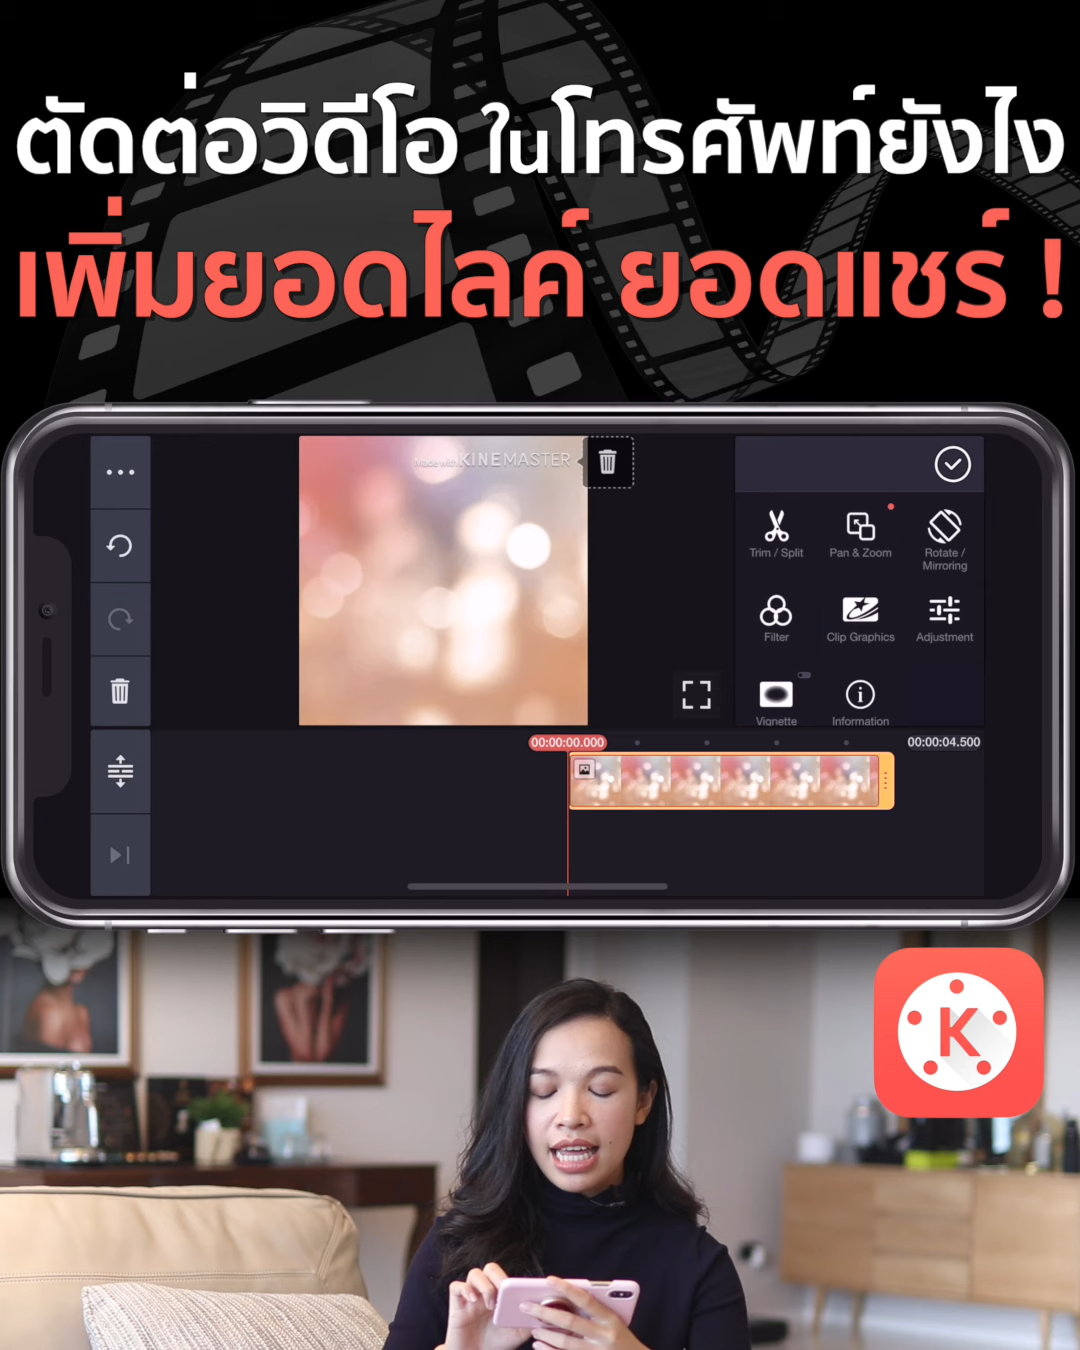 ตัดต่อวิดีโอ ในโทรศัพท์ยังไง
เพิ่มยอดไลค์ ยอดแชร์ !
Made with KINEMASTER
Trim / Split
Pan & Zoom
Rotate /
Mirroring
Filter
Clip Graphics
Adjustment
Vignette
Information
00:00:00.000
00:00:04.500
K